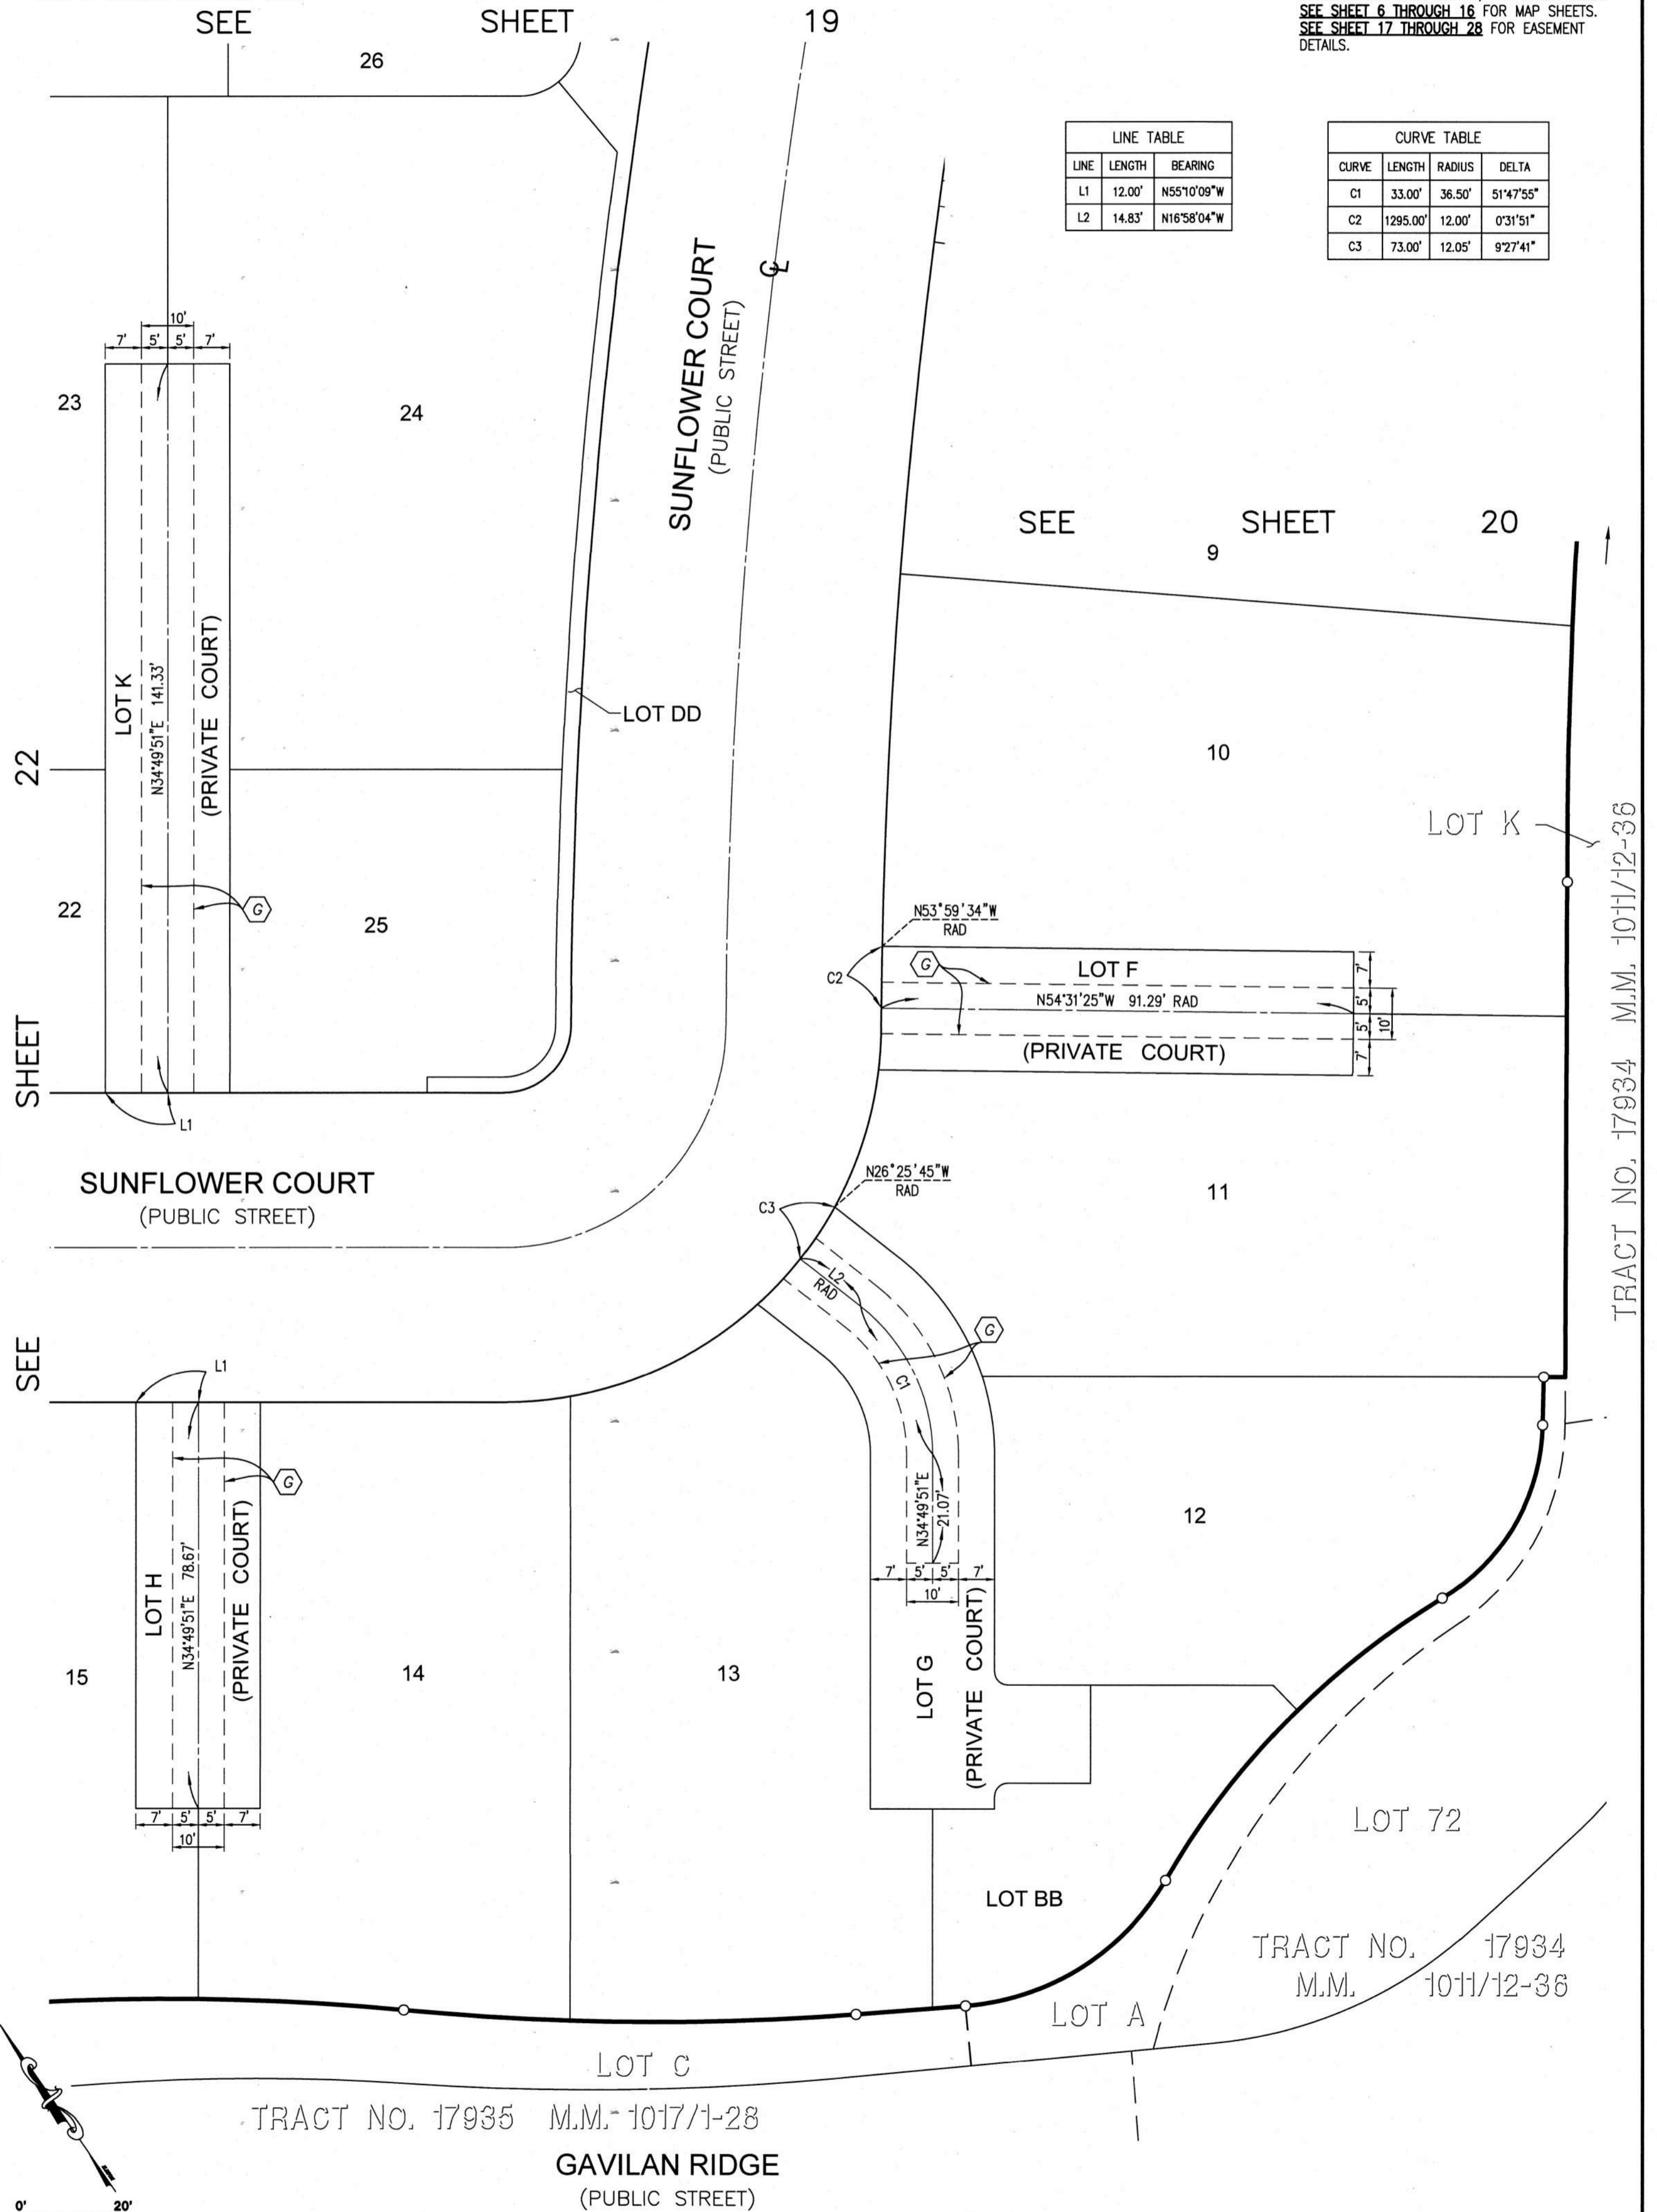 SEE SHEET 6 THROUGH 16 FOR MAP SHEETS.
SEE SHEET 17 THROUGH 28 FOR EASEMENT
DETAILS.
SEE SHEET 19
26
LINE TABLE
LINE LENGTH BEARING
L1 12.00' N55°10'09"W
L2 14.83' N16°58'04"W
CURVE TABLE
CURVE LENGTH RADIUS DELTA
C1 33.00' 36.50' 51°47'55"
C2 1295.00' 12.00' 0°31'51"
C3 73.00' 12.05' 9°27'41"
SUNFLOWER COURT
(PUBLIC STREET)
CL
10'
7' 5' 5' 7'
23
24
LOT K
N34°49'51"E 141.33'
(PRIVATE COURT)
LOT DD
SEE SHEET 20
9
10
LOT K
TRACT NO. 17934 M.M. 1011/12-36
SEE SHEET 22
22
G
25
L1
N53°59'34"W
RAD
C2
G
LOT F
N54°31'25"W 91.29' RAD
(PRIVATE COURT)
7'
5'
5'
10'
7'
SUNFLOWER COURT
(PUBLIC STREET)
N26°25'45"W
RAD
C3
11
L2
RAD
G
C1
L1
G
LOT H
N34°49'51"E 78.67'
(PRIVATE COURT)
7' 5' 5' 7'
10'
N34°49'51"E
21.07'
7' 5' 5' 7'
10'
LOT G
(PRIVATE COURT)
12
15
14
13
LOT 72
LOT BB
TRACT NO. 17934
M.M. 1011/12-36
LOT A
LOT C
TRACT NO. 17935 M.M. 1017/1-28
GAVILAN RIDGE
(PUBLIC STREET)
0' 20'